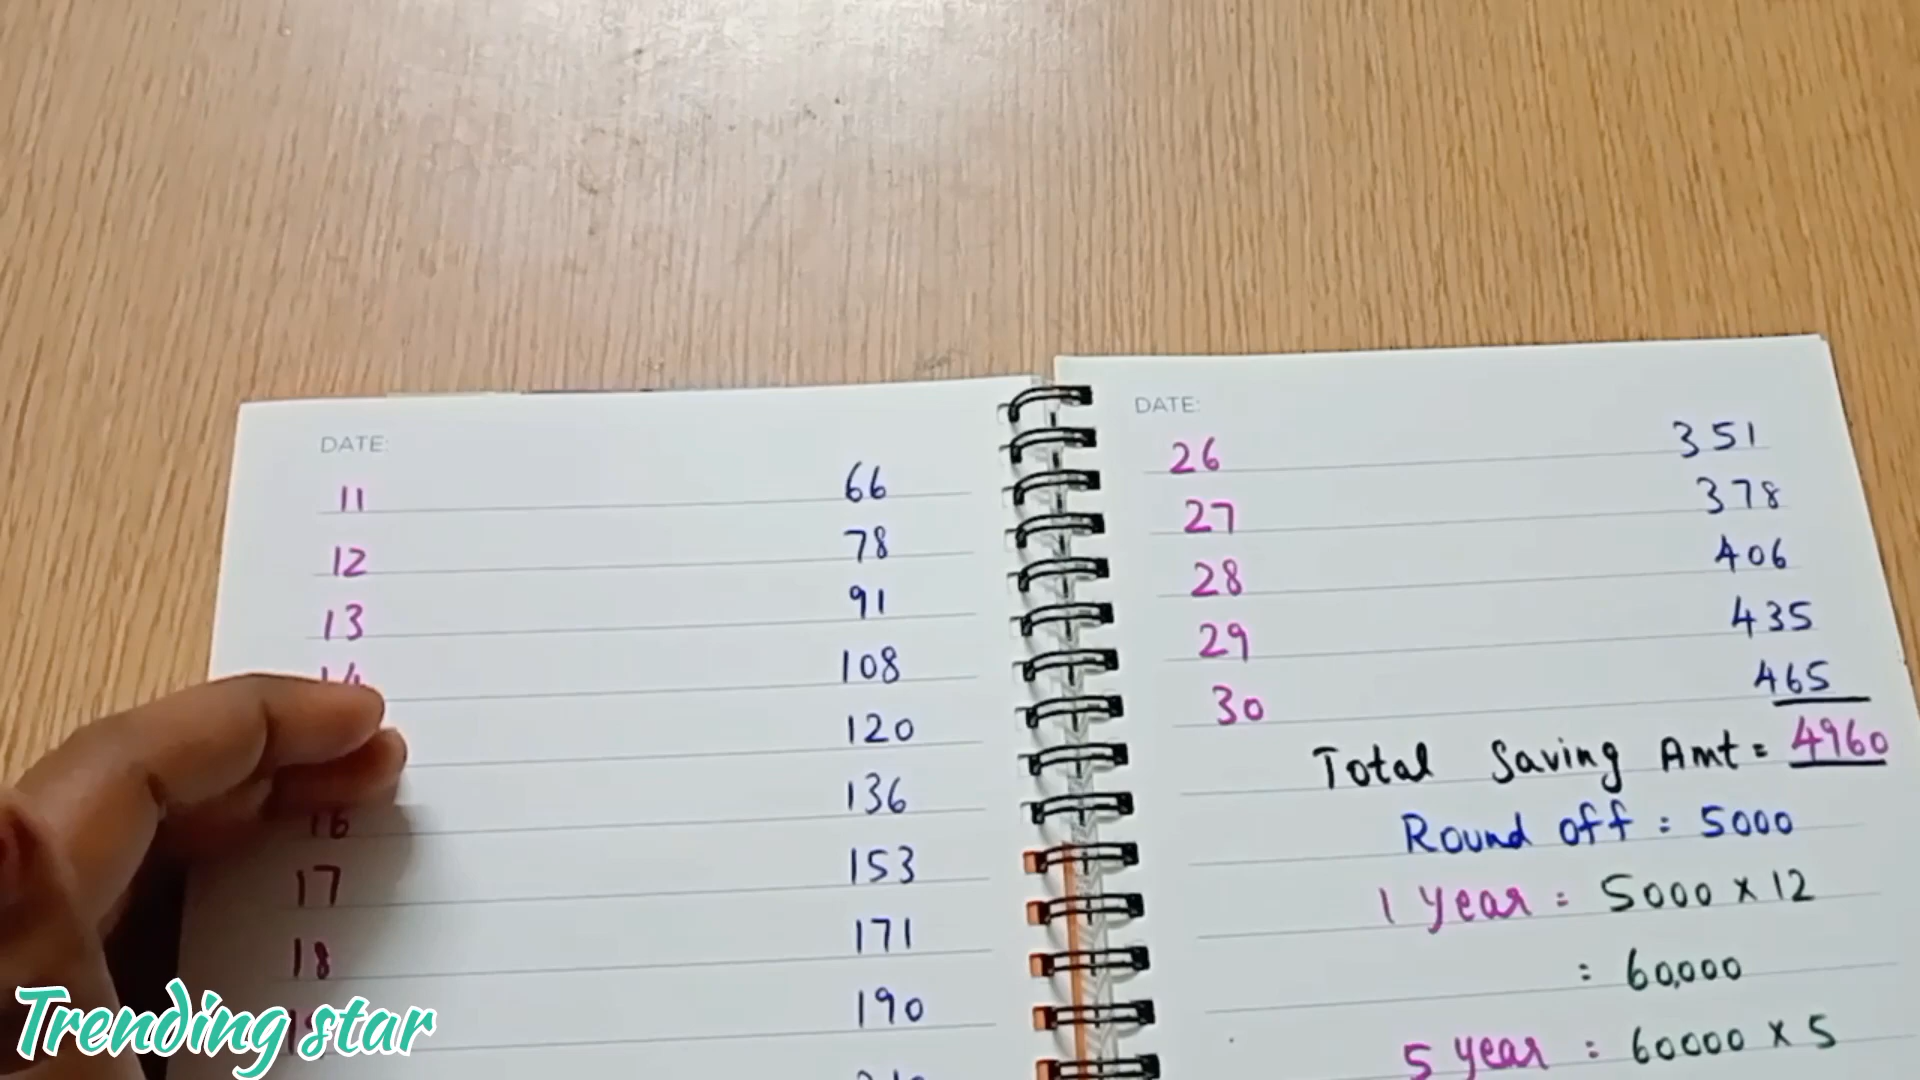 DATE:
11 66
12 78
13 91
14 108
120
16 136
17 153
18 171
190
DATE:
26 351
27 378
28 406
29 435
30 465
Total Saving Amt = 4960
Round off : 5000
1 Year = 5000 x 12
= 60,000
5 year = 60000 x 5
Trending star